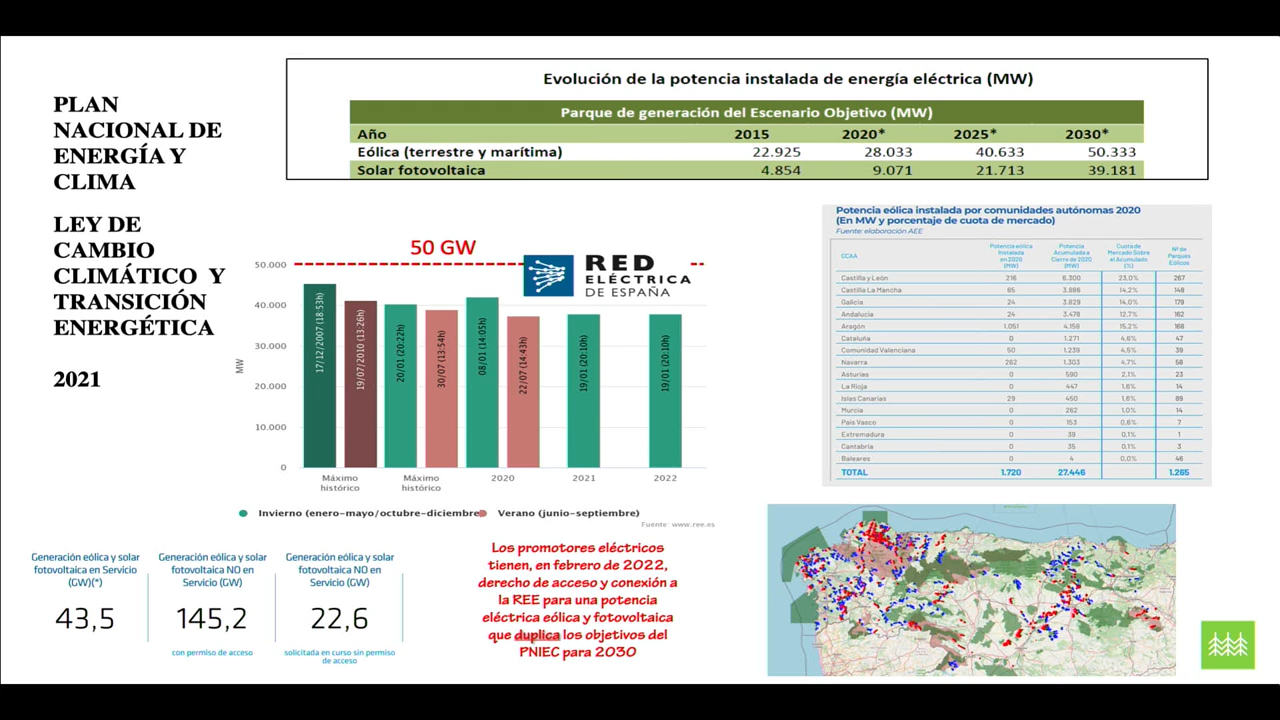 PLAN
NACIONAL DE
ENERGÍA Y
CLIMA
LEY DE
CAMBIO
CLIMÁTICO Y
TRANSICIÓN
ENERGÉTICA
2021
Evolución de la potencia instalada de energía eléctrica (MW)
Parque de generación del Escenario Objetivo (MW)
Año 2015 2020* 2025* 2030*
Eólica (terrestre y marítima) 22.925 28.033 40.633 50.333
Solar fotovoltaica 4.854 9.071 21.713 39.181
50 GW
RED
ELÉCTRICA
DE ESPAÑA
MW
50.000
40.000
30.000
20.000
10.000
0
17/12/2007 (18:53h)
19/07/2010 (13:26h)
20/01 (20:22h)
30/07 (13:54h)
08/01 (14:05h)
22/07 (14:43h)
19/01 (20:10h)
19/01 (20:10h)
Máximo histórico
Máximo histórico
2020
2021
2022
Invierno (enero-mayo/octubre-diciembre
Verano (junio-septiembre)
Fuente: www.ree.es
Potencia eólica instalada por comunidades autónomas 2020
(En MW y porcentaje de cuota de mercado)
Fuente: elaboración AEE
CCAA
Potencia eólica Instalada en 2020 (MW)
Potencia Acumulada a Cierre de 2020 (MW)
Cuota de Mercado Sobre el Acumulado (%)
Nº de Parques Eólicos
Castilla y León 216 6.300 23,0% 267
Castilla La Mancha 65 3.886 14,2% 148
Galicia 24 3.829 14,0% 179
Andalucia 24 3.478 12,7% 162
Aragón 1.051 4.159 15,2% 168
Cataluña 0 1.271 4,6% 47
Comunidad Valenciana 50 1.239 4,5% 39
Navarra 262 1.303 4,7% 58
Asturias 0 590 2,1% 23
La Rioja 0 447 1,6% 14
Islas Canarias 29 450 1,6% 89
Murcia 0 262 1,0% 14
País Vasco 0 153 0,6% 7
Extremadura 0 39 0,1% 1
Cantabria 0 35 0,1% 3
Baleares 0 4 0,0% 46
TOTAL 1.720 27.446 1.265
Generación eólica y solar
fotovoltaica en Servicio
(GW)(*)
43,5
Generación eólica y solar
fotovoltaica NO en
Servicio (GW)
145,2
con permiso de acceso
Generación eólica y solar
fotovoltaica NO en
Servicio (GW)
22,6
solicitada en curso sin permiso
de acceso
Los promotores eléctricos
tienen, en febrero de 2022,
derecho de acceso y conexión a
la REE para una potencia
eléctrica eólica y fotovoltaica
que duplica los objetivos del
PNIEC para 2030